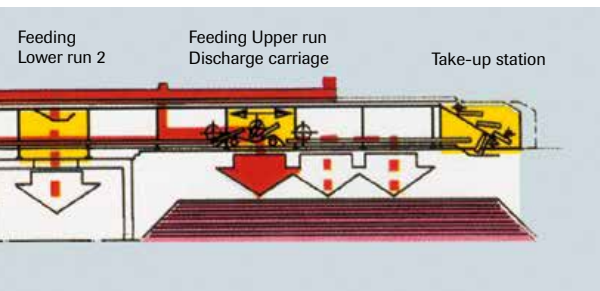 Feeding
Lower run 2
Feeding Upper run
Discharge carriage
Take-up station